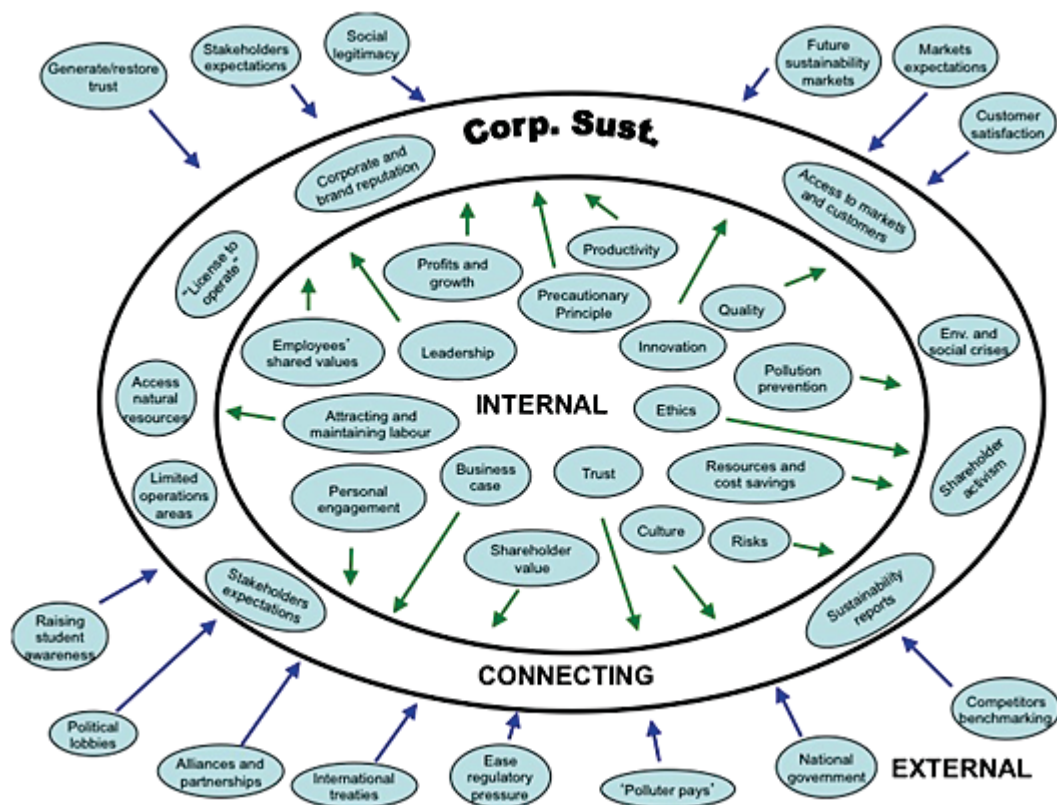 Social
legitimacy
Stakeholders
expectations
Generate/restore
trust
Future
sustainability
markets
Markets
expectations
Customer
satisfaction
Corp. Sust.
Corporate and
brand reputation
Access to markets
and customers
"License to
operate"
Env. and
social crises
Access
natural
resources
Shareholder
activism
Limited
operations
areas
Stakeholders
expectations
Sustainability
reports
CONNECTING
Productivity
Profits and
growth
Precautionary
Principle
Quality
Employees'
shared values
Leadership
Innovation
Pollution
prevention
INTERNAL
Ethics
Attracting and
maintaining labour
Business
case
Trust
Resources and
cost savings
Personal
engagement
Culture
Risks
Shareholder
value
Raising
student
awareness
Political
lobbies
Alliances and
partnerships
International
treaties
Ease
regulatory
pressure
'Polluter pays'
National
government
Competitors
benchmarking
EXTERNAL